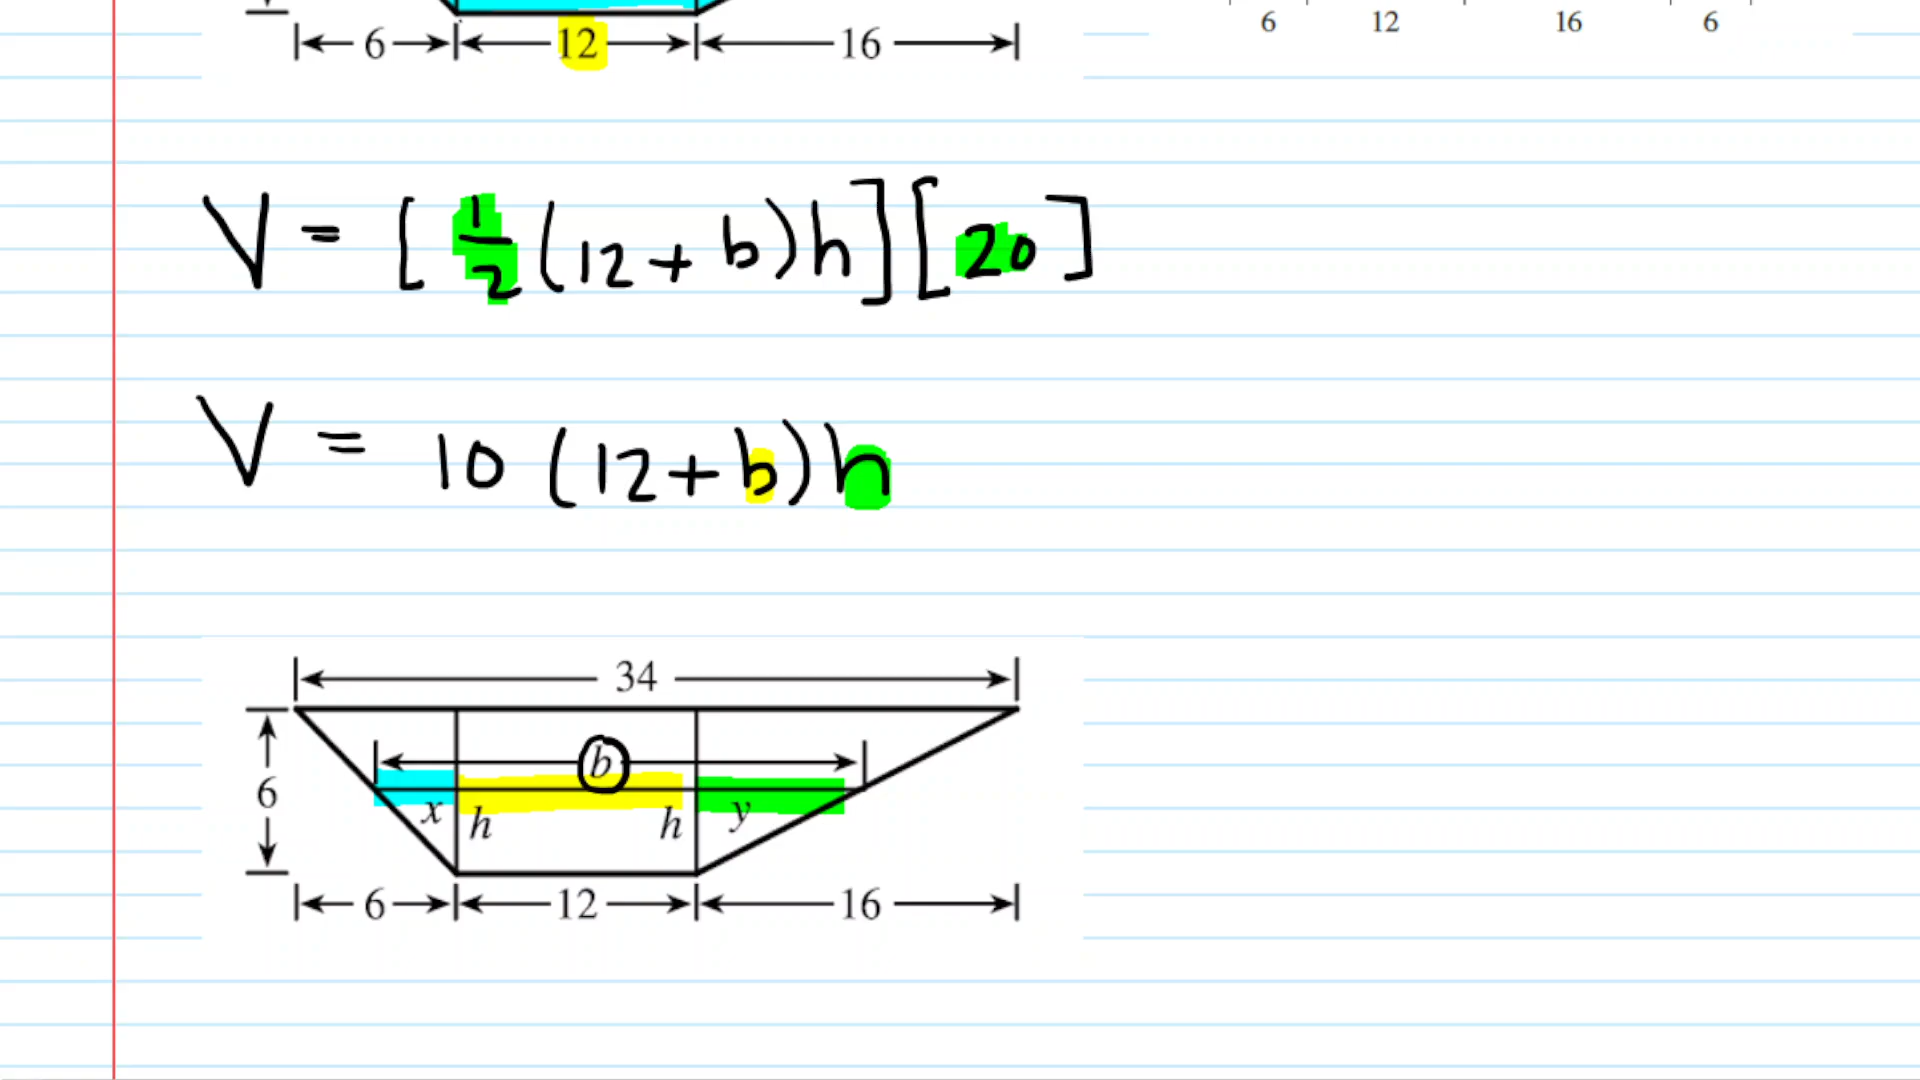 6 12 16
6 12 16 6
V = [ 1/2 (12 + b) h ] [ 20 ]
V = 10 (12 + b) h
34
b
6
x h h y
6 12 16